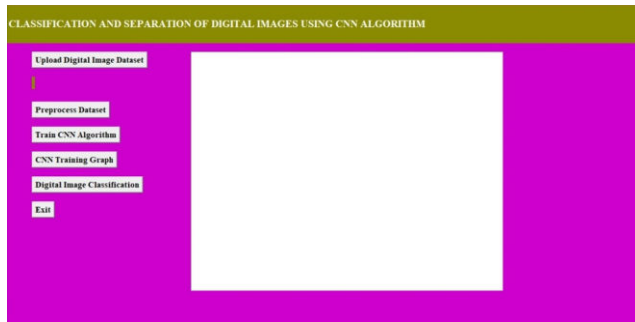 CLASSIFICATION AND SEPARATION OF DIGITAL IMAGES USING CNN ALGORITHM
Upload Digital Image Dataset
Preprocess Dataset
Train CNN Algorithm
CNN Training Graph
Digital Image Classification
Exit